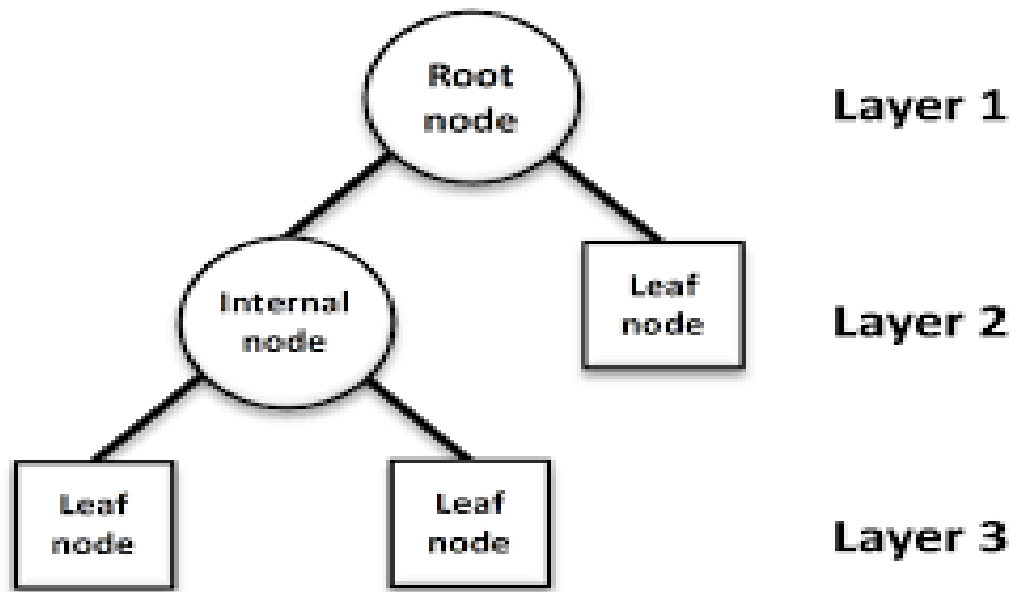 Root
node
Layer 1
Internal
node
Leaf
node
Layer 2
Leaf
node
Leaf
node
Layer 3